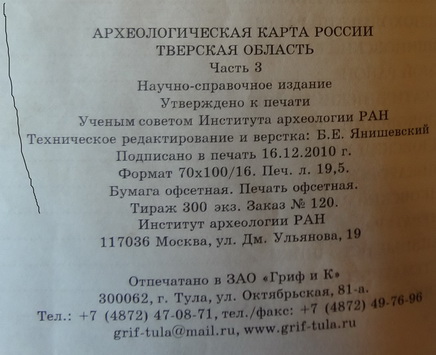 АРХЕОЛОГИЧЕСКАЯ КАРТА РОССИИ
ТВЕРСКАЯ ОБЛАСТЬ
Часть 3
Научно-справочное издание
Утверждено к печати
Ученым советом Института археологии РАН
Техническое редактирование и верстка: Б.Е. Янишевский
Подписано в печать 16.12.2010 г.
Формат 70х100/16. Печ. л. 19,5.
Бумага офсетная. Печать офсетная.
Тираж 300 экз. Заказ № 120.
Институт археологии РАН
117036 Москва, ул. Дм. Ульянова, 19
Отпечатано в ЗАО «Гриф и К»
300062, г. Тула, ул. Октябрьская, 81-а.
Тел.: +7 (4872) 47-08-71, тел./факс: +7 (4872) 49-76-96
grif-tula@mail.ru, www.grif-tula.ru